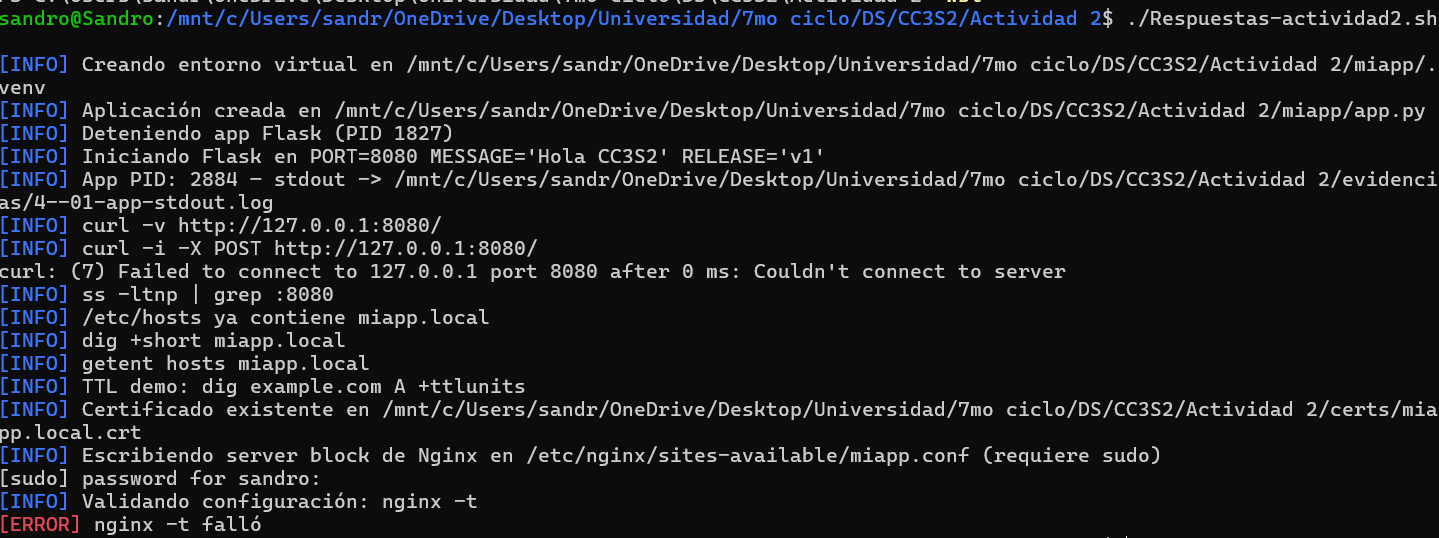 sandro@Sandro:/mnt/c/Users/sandr/OneDrive/Desktop/Universidad/7mo ciclo/DS/CC3S2/Actividad 2$ ./Respuestas-actividad2.sh
[INFO] Creando entorno virtual en /mnt/c/Users/sandr/OneDrive/Desktop/Universidad/7mo ciclo/DS/CC3S2/Actividad 2/miapp/.
venv
[INFO] Aplicación creada en /mnt/c/Users/sandr/OneDrive/Desktop/Universidad/7mo ciclo/DS/CC3S2/Actividad 2/miapp/app.py
[INFO] Deteniendo app Flask (PID 1827)
[INFO] Iniciando Flask en PORT=8080 MESSAGE='Hola CC3S2' RELEASE='v1'
[INFO] App PID: 2884 — stdout -> /mnt/c/Users/sandr/OneDrive/Desktop/Universidad/7mo ciclo/DS/CC3S2/Actividad 2/evidenci
as/4--01-app-stdout.log
[INFO] curl -v http://127.0.0.1:8080/
[INFO] curl -i -X POST http://127.0.0.1:8080/
curl: (7) Failed to connect to 127.0.0.1 port 8080 after 0 ms: Couldn't connect to server
[INFO] ss -ltnp | grep :8080
[INFO] /etc/hosts ya contiene miapp.local
[INFO] dig +short miapp.local
[INFO] getent hosts miapp.local
[INFO] TTL demo: dig example.com A +ttlunits
[INFO] Certificado existente en /mnt/c/Users/sandr/OneDrive/Desktop/Universidad/7mo ciclo/DS/CC3S2/Actividad 2/certs/mia
pp.local.crt
[INFO] Escribiendo server block de Nginx en /etc/nginx/sites-available/miapp.conf (requiere sudo)
[sudo] password for sandro:
[INFO] Validando configuración: nginx -t
[ERROR] nginx -t falló